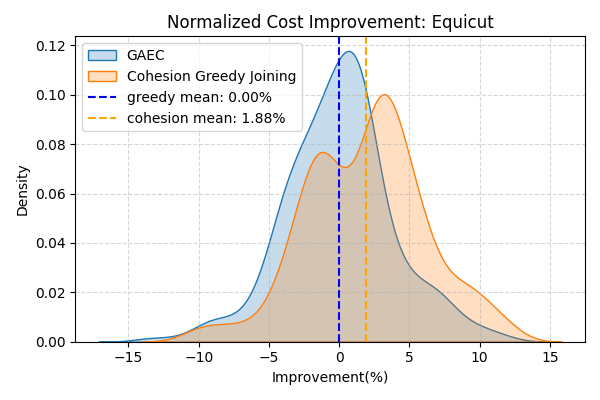 Normalized Cost Improvement: Equicut
GAEC
Cohesion Greedy Joining
greedy mean: 0.00%
cohesion mean: 1.88%
Density
0.12
0.10
0.08
0.06
0.04
0.02
0.00
−15
−10
−5
0
5
10
15
Improvement(%)